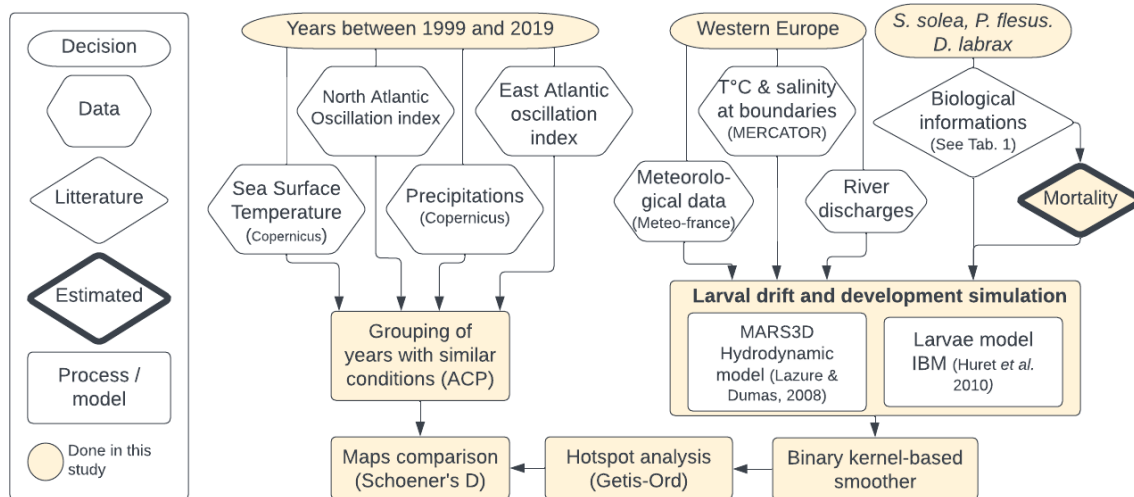 Decision
Data
Litterature
Estimated
Process /
model
Done in this
study
Years between 1999 and 2019
North Atlantic
Oscillation index
East Atlantic
oscillation
index
Sea Surface
Temperature
(Copernicus)
Precipitations
(Copernicus)
Grouping of
years with similar
conditions (ACP)
Western Europe
T°C & salinity
at boundaries
(MERCATOR)
Meteorolo-
gical data
(Meteo-france)
River
discharges
S. solea, P. flesus.
D. labrax
Biological
informations
(See Tab. 1)
Mortality
Larval drift and development simulation
MARS3D
Hydrodynamic
model (Lazure &
Dumas, 2008)
Larvae model
IBM (Huret et al.
2010)
Maps comparison
(Schoener's D)
Hotspot analysis
(Getis-Ord)
Binary kernel-based
smoother